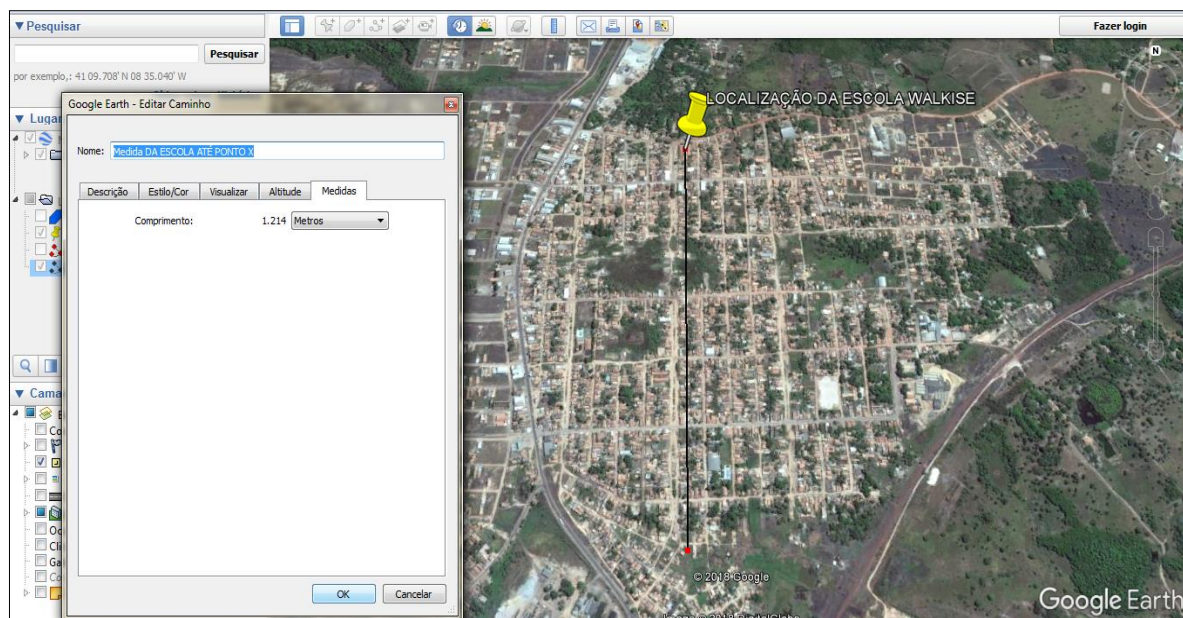 Pesquisar
Pesquisar
por exemplo,: 41 09.708' N 08 35.040' W
Fazer login
N
Google Earth - Editar Caminho
Nome: Medida DA ESCOLA ATÉ PONTO X
Descrição Estilo/Cor Visualizar Altitude Medidas
Comprimento: 1.214 Metros
OK Cancelar
Lugar
Cama
LOCALIZAÇÃO DA ESCOLA WALKISE
© 2018 Google
Google Earth